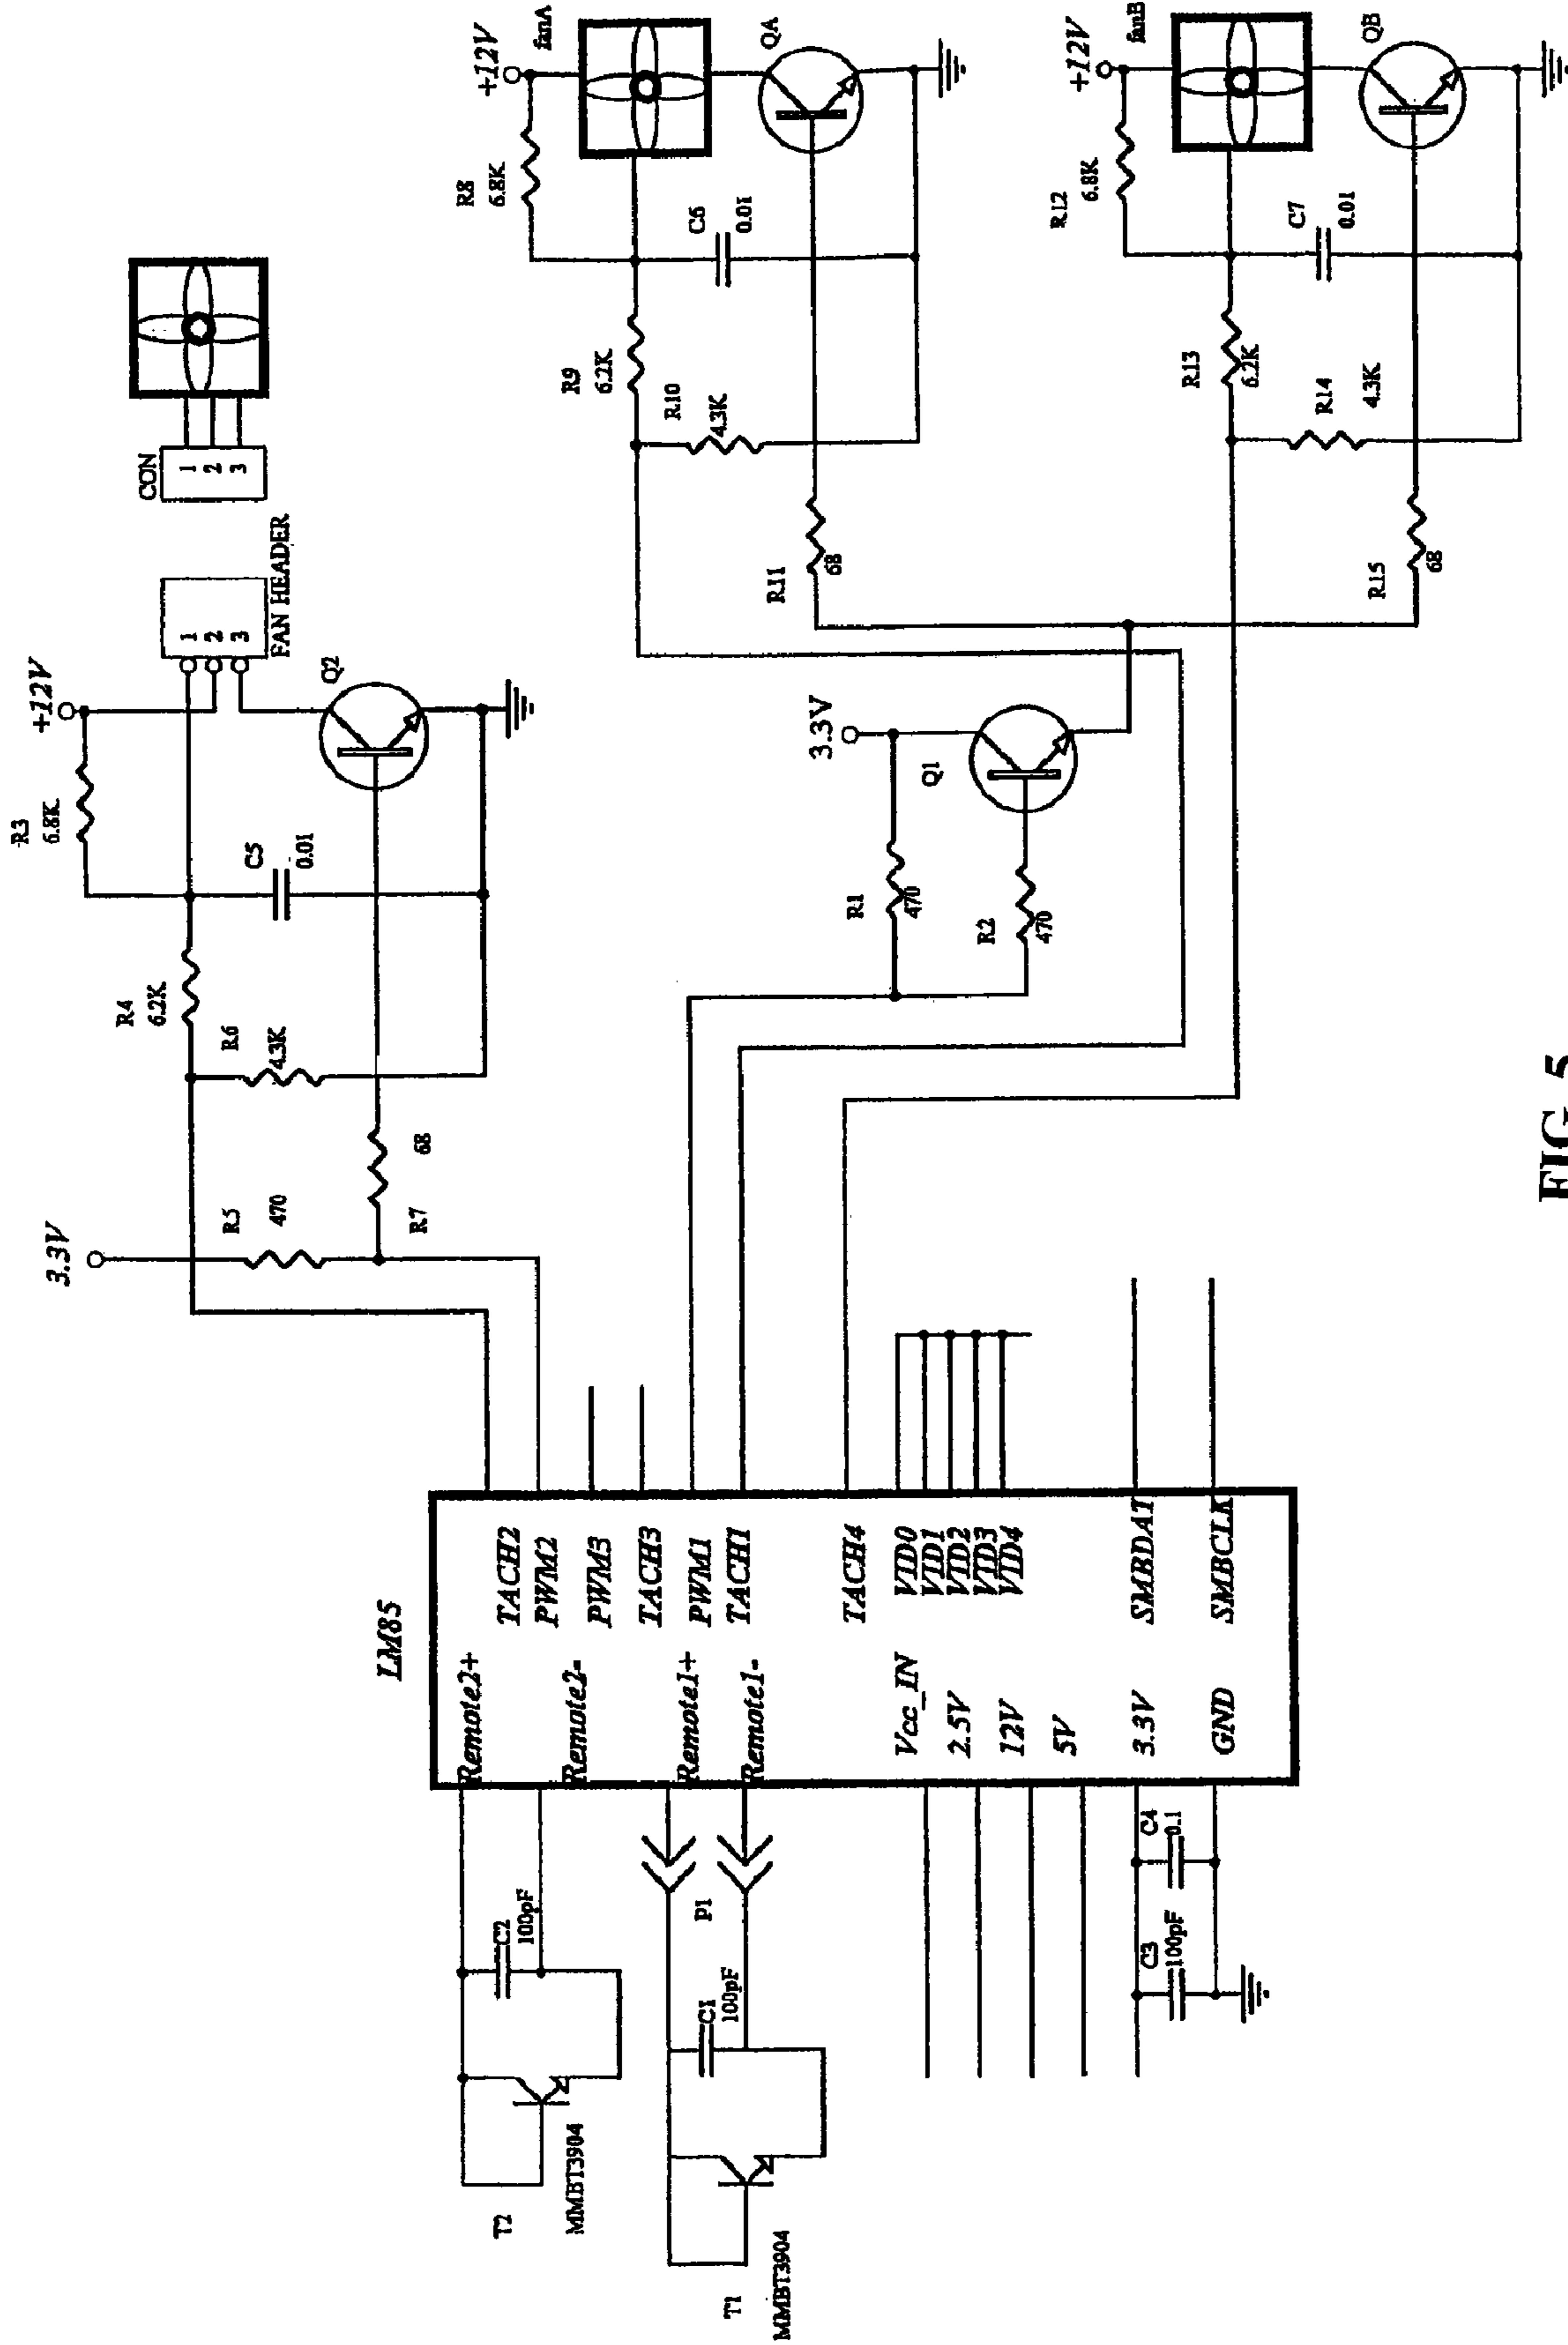 3.3V
+12V
R3
6.8K
R4
6.2K
R5
470
R6
4.3K
C5
0.01
R7
68
Q2
1
2
3
FAN HEADER
CON
1
2
3
LM85
Remote2+
Remote2-
Remote1+
Remote1-
Vcc_IN
2.5V
12V
5V
3.3V
GND
TACH2
PWM2
PWM3
TACH3
PWM1
TACH1
TACH4
VID0
VID1
VID2
VID3
VID4
SMBDAT
SMBCLK
T2
MMBT3904
C2
100pF
T1
MMBT3904
C1
100pF
P1
C3
100pF
C4
0.1
3.3V
R1
470
R2
470
Q1
+12V
fanA
R8
6.8K
R9
6.2K
R10
4.3K
C6
0.01
R11
68
QA
+12V
fanB
R12
6.8K
R13
6.2K
R14
4.3K
C7
0.01
R15
68
QB
FIG. 5